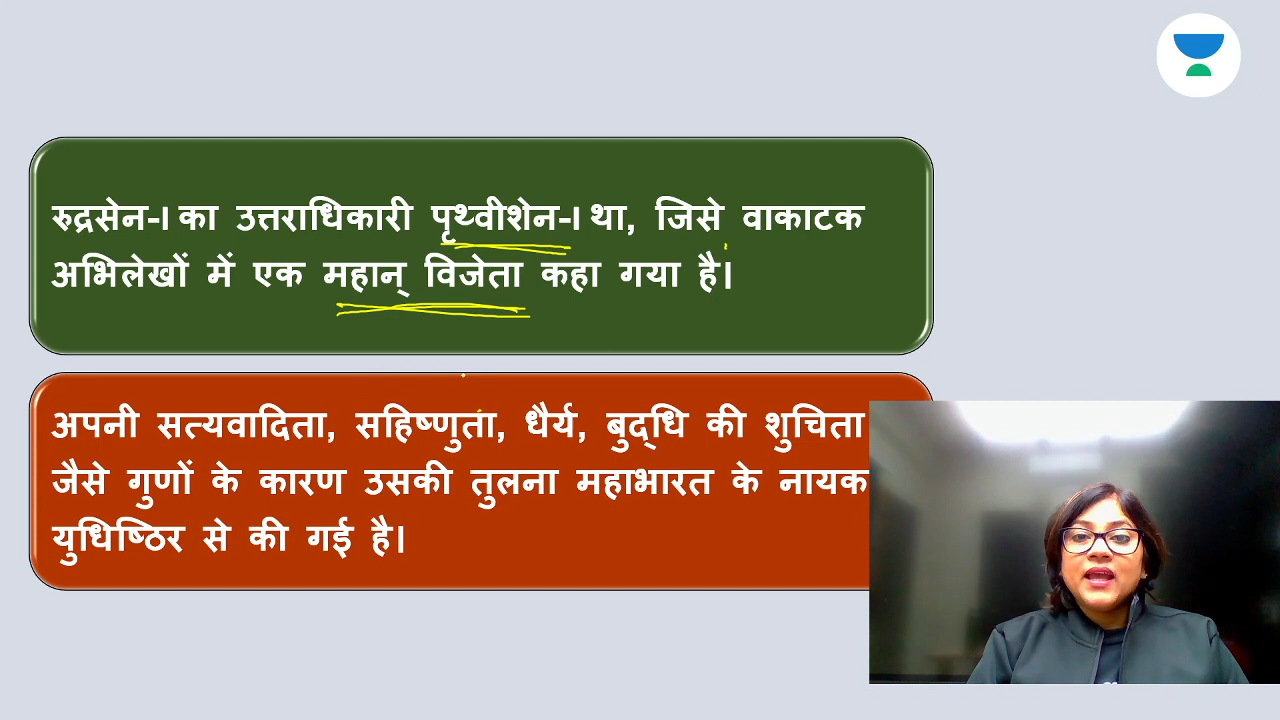 रुद्रसेन-I का उत्तराधिकारी पृथ्वीशेन-I था, जिसे वाकाटक
अभिलेखों में एक महान् विजेता कहा गया है।
अपनी सत्यवादिता, सहिष्णुता, धैर्य, बुद्धि की शुचिता
जैसे गुणों के कारण उसकी तुलना महाभारत के नायक
युधिष्ठिर से की गई है।